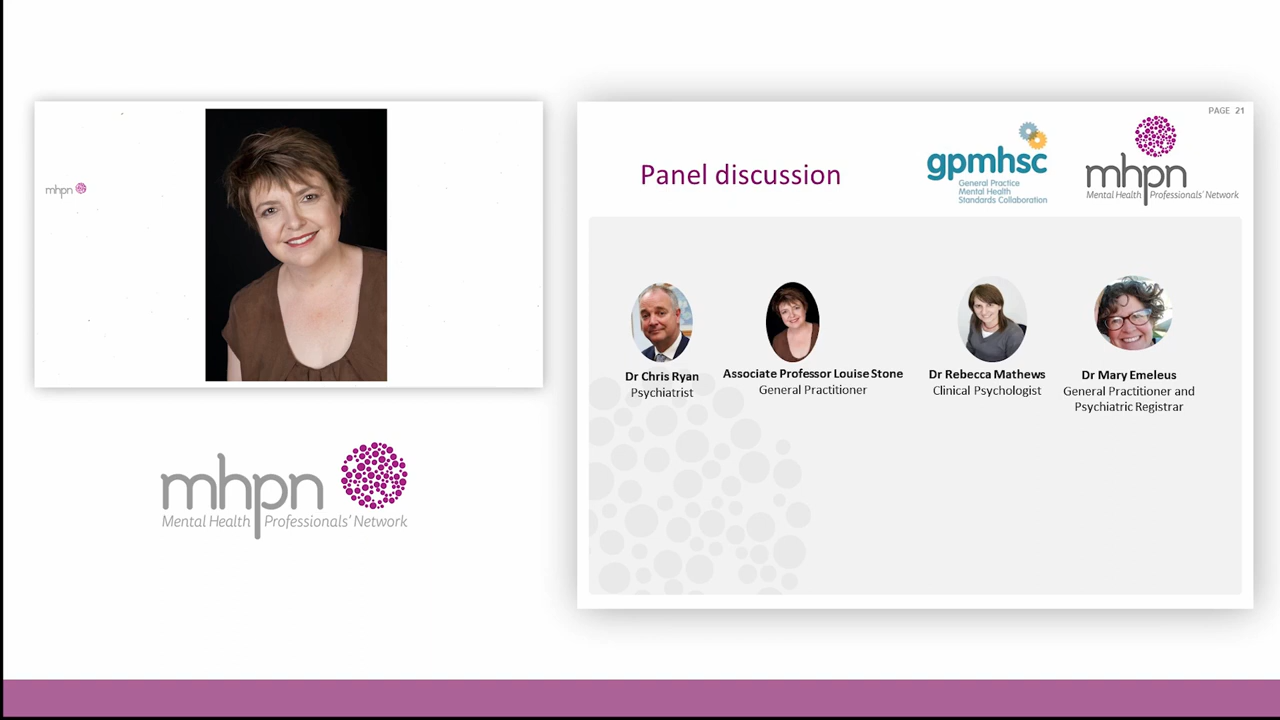 mhpn
mhpn
Mental Health Professionals' Network
PAGE 21
Panel discussion
gpmhsc
General Practice
Mental Health
Standards Collaboration
mhpn
Mental Health Professionals' Network
Dr Chris Ryan
Psychiatrist
Associate Professor Louise Stone
General Practitioner
Dr Rebecca Mathews
Clinical Psychologist
Dr Mary Emeleus
General Practitioner and
Psychiatric Registrar